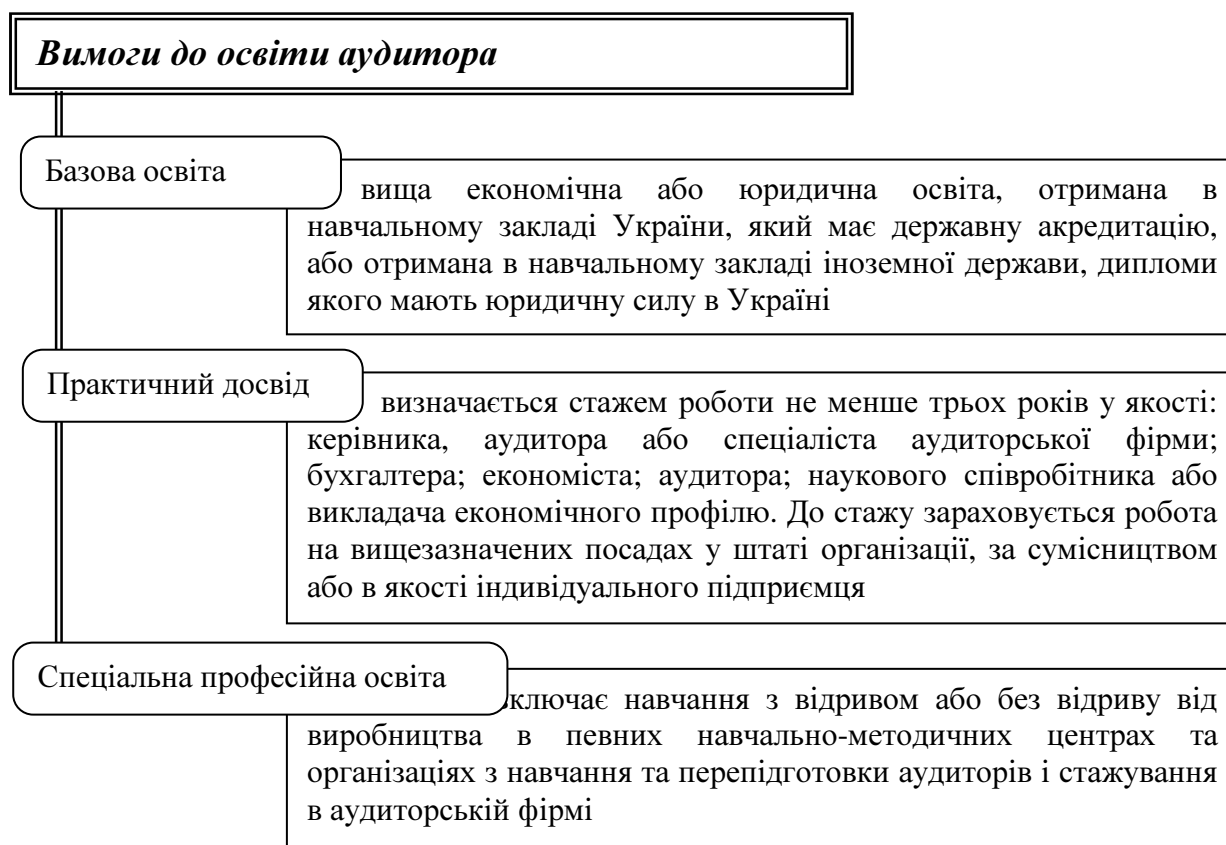 Вимоги до освіти аудитора
Базова освіта
вища економічна або юридична освіта, отримана в
навчальному закладі України, який має державну акредитацію,
або отримана в навчальному закладі іноземної держави, дипломи
якого мають юридичну силу в Україні
Практичний досвід
визначається стажем роботи не менше трьох років у якості:
керівника, аудитора або спеціаліста аудиторської фірми;
бухгалтера; економіста; аудитора; наукового співробітника або
викладача економічного профілю. До стажу зараховується робота
на вищезазначених посадах у штаті організації, за сумісництвом
або в якості індивідуального підприємця
Спеціальна професійна освіта
включає навчання з відривом або без відриву від
виробництва в певних навчально-методичних центрах та
організаціях з навчання та перепідготовки аудиторів і стажування
в аудиторській фірмі